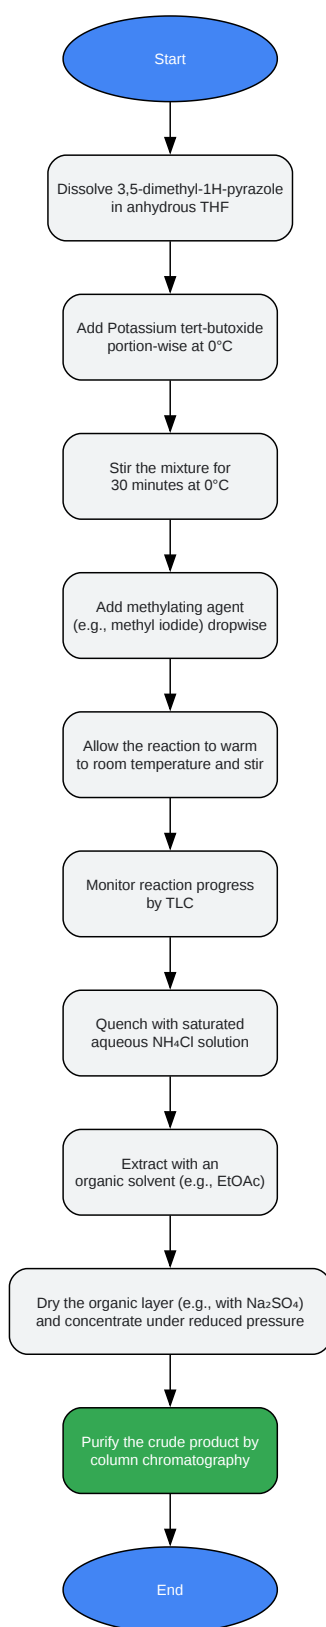 Start
Dissolve 3,5-dimethyl-1H-pyrazole
in anhydrous THF
Add Potassium tert-butoxide
portion-wise at 0°C
Stir the mixture for
30 minutes at 0°C
Add methylating agent
(e.g., methyl iodide) dropwise
Allow the reaction to warm
to room temperature and stir
Monitor reaction progress
by TLC
Quench with saturated
aqueous NH₄Cl solution
Extract with an
organic solvent (e.g., EtOAc)
Dry the organic layer (e.g., with Na₂SO₄)
and concentrate under reduced pressure
Purify the crude product by
column chromatography
End